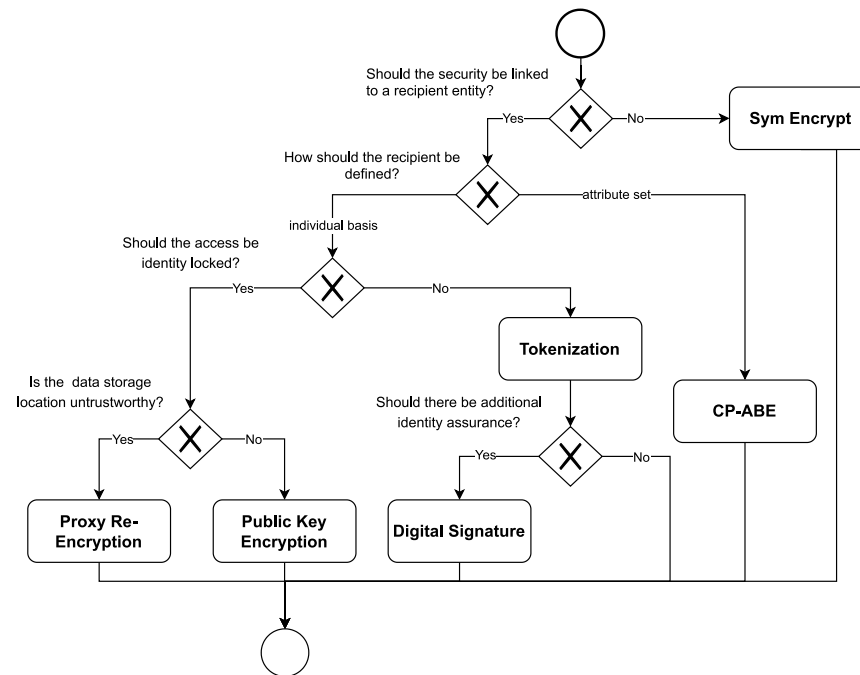 Should the security be linked
to a recipient entity?
Yes
No
Sym Encrypt
How should the recipient be
defined?
attribute set
individual basis
Should the access be
identity locked?
Yes
No
Tokenization
Is the data storage
location untrustworthy?
Should there be additional
identity assurance?
CP-ABE
Yes
No
Yes
No
Proxy Re-
Encryption
Public Key
Encryption
Digital Signature